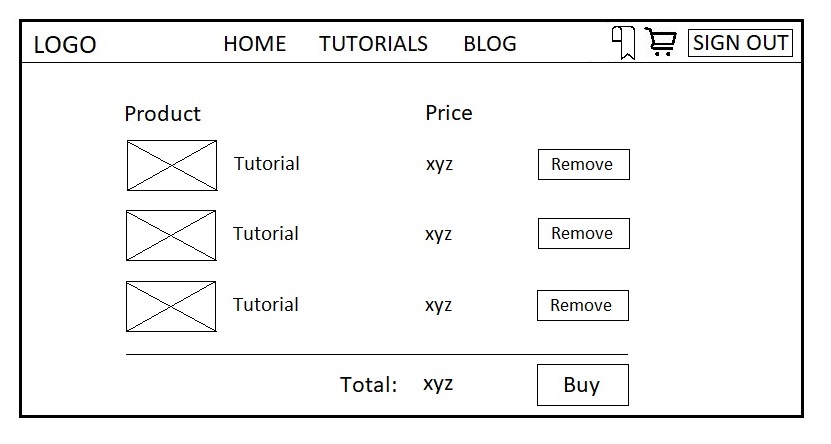 LOGO HOME TUTORIALS BLOG SIGN OUT
Product Price
Tutorial xyz Remove
Tutorial xyz Remove
Tutorial xyz Remove
Total: xyz Buy